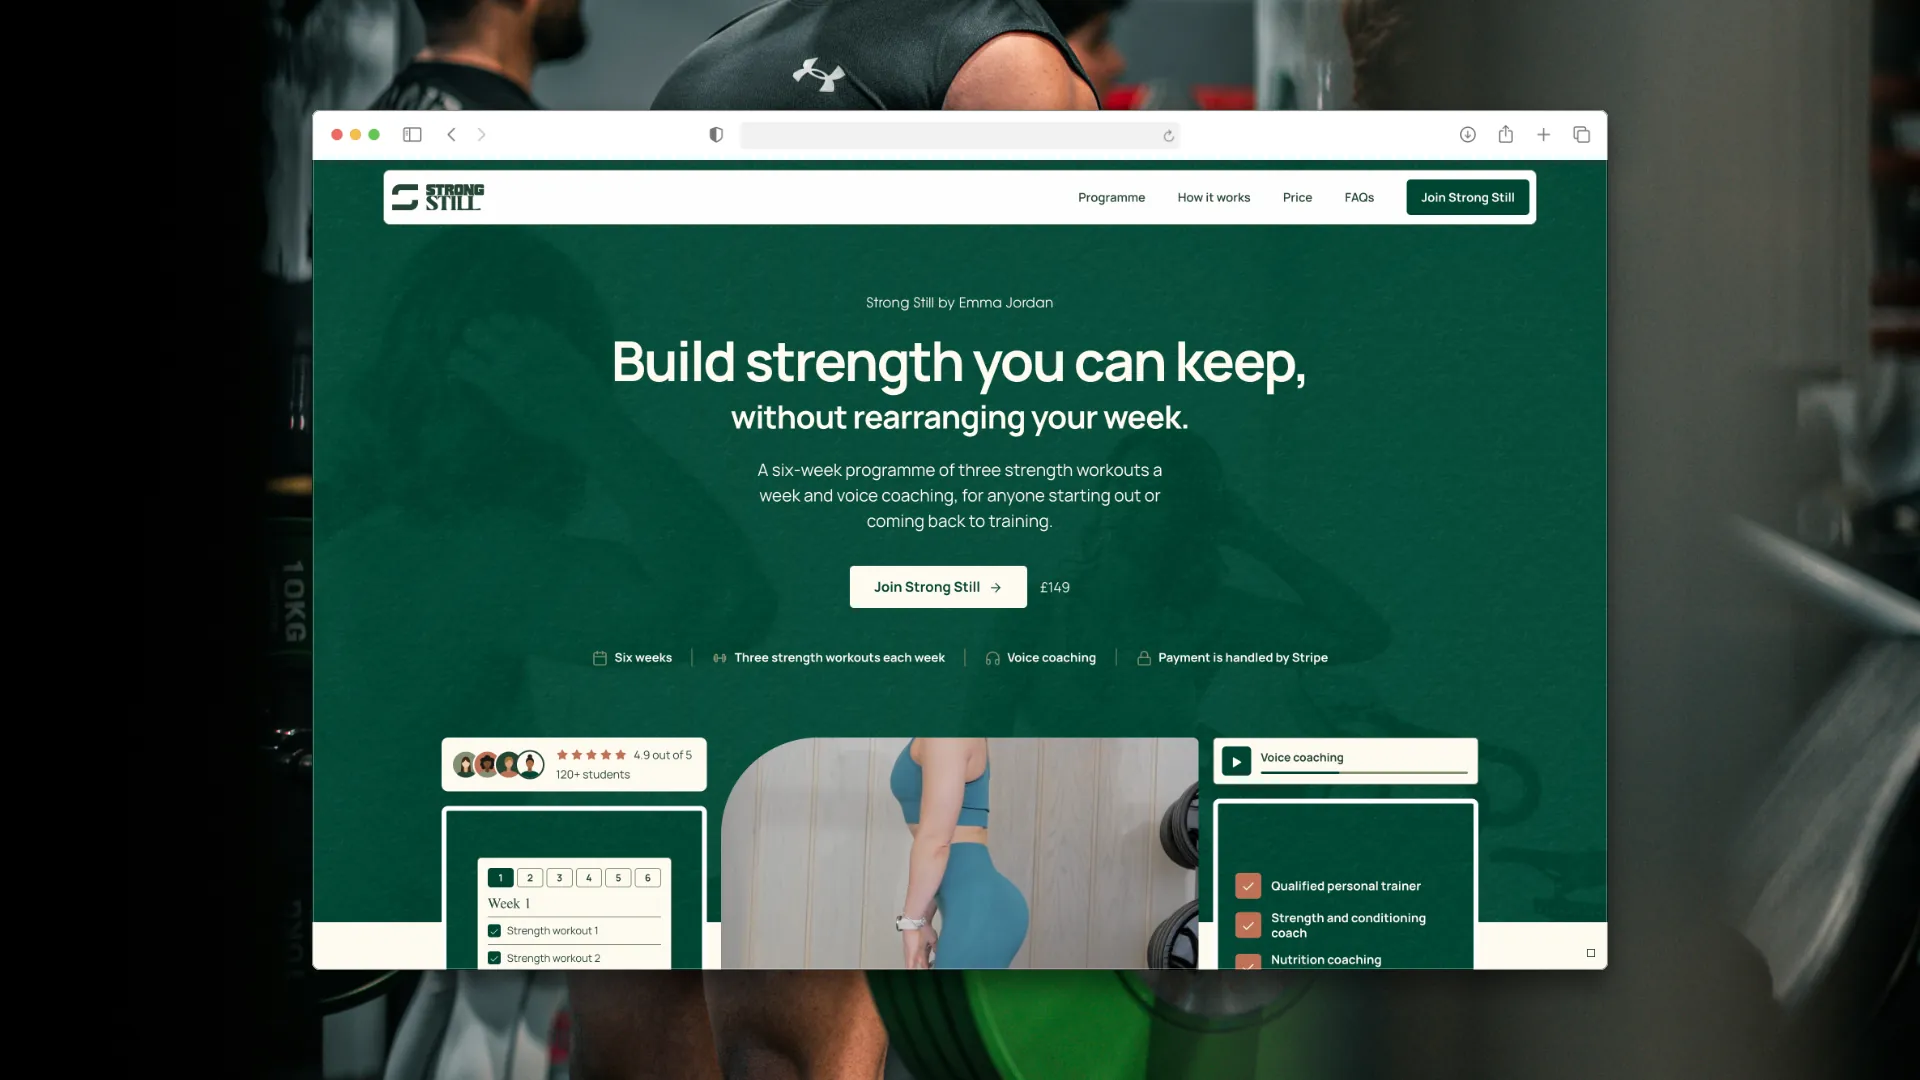 STRONG
STILL
Programme
How it works
Price
FAQs
Join Strong Still
Strong Still by Emma Jordan
Build strength you can keep,
without rearranging your week.
A six-week programme of three strength workouts a
week and voice coaching, for anyone starting out or
coming back to training.
Join Strong Still →
£149
Six weeks
Three strength workouts each week
Voice coaching
Payment is handled by Stripe
4.9 out of 5
120+ students
1 2 3 4 5 6
Week 1
Strength workout 1
Strength workout 2
Voice coaching
Qualified personal trainer
Strength and conditioning
coach
Nutrition coaching
10KG